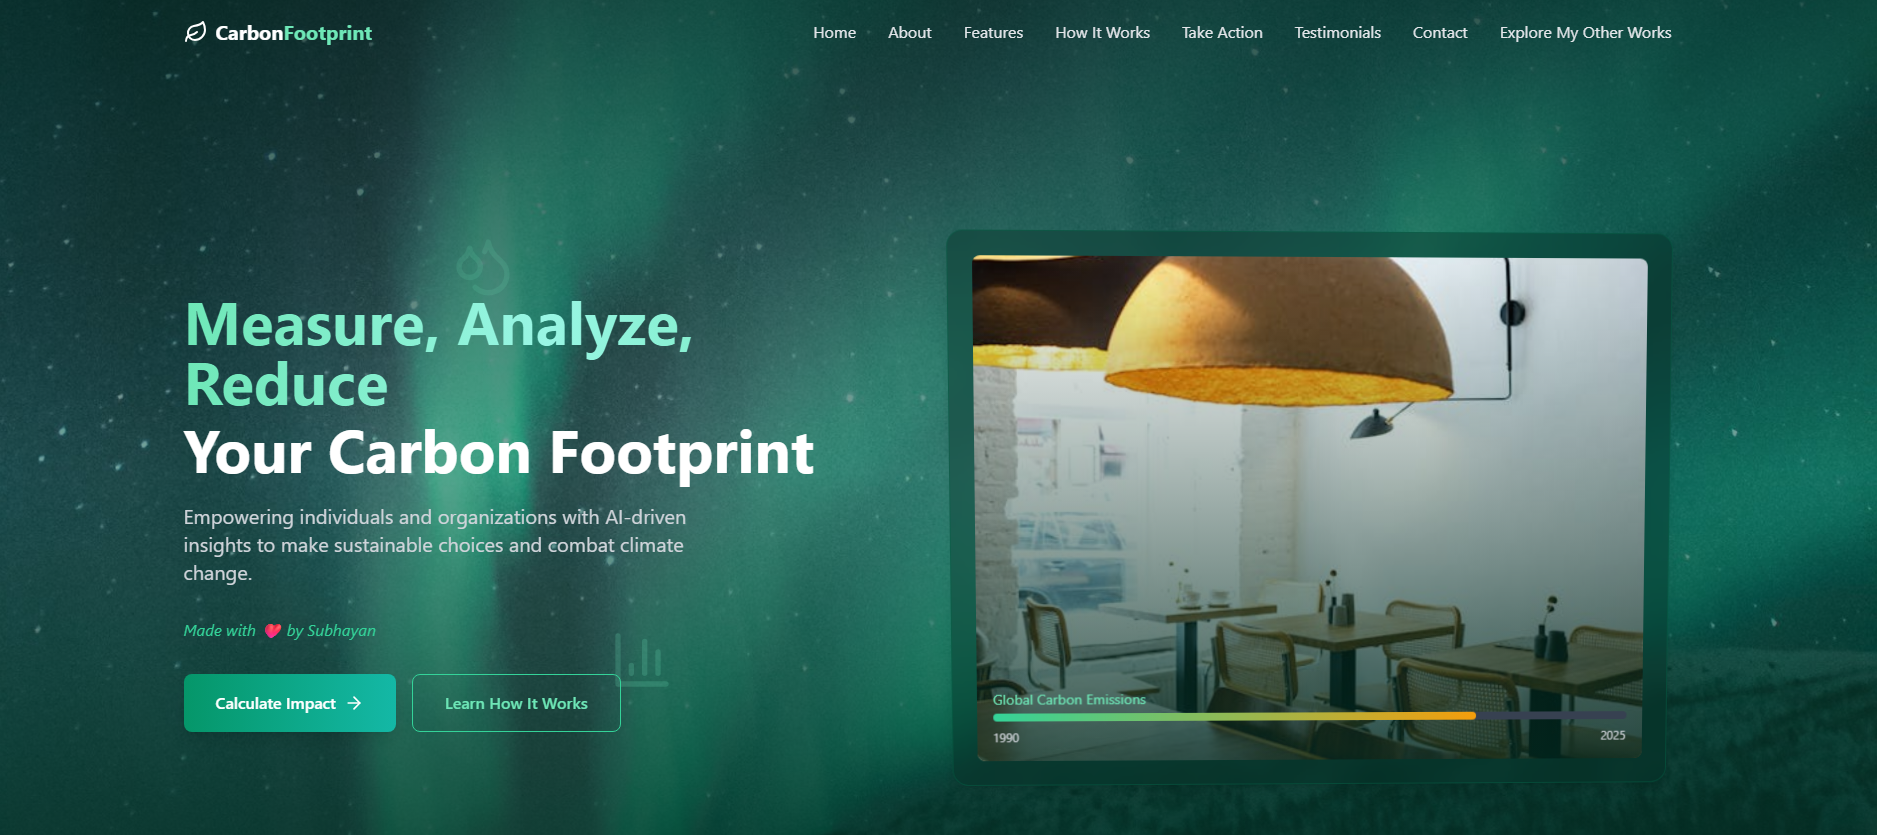 CarbonFootprint
Home About Features How It Works Take Action Testimonials Contact Explore My Other Works
Measure, Analyze,
Reduce
Your Carbon Footprint
Empowering individuals and organizations with AI-driven
insights to make sustainable choices and combat climate
change.
Made with ❤️ by Subhayan
Calculate Impact →
Learn How It Works
Global Carbon Emissions
1990 2025